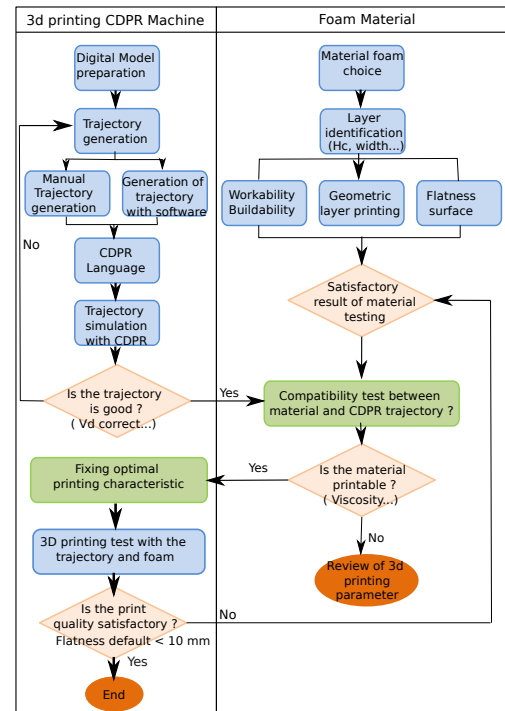 3d printing CDPR Machine
Foam Material
Digital Model
preparation
Trajectory
generation
Manual
Trajectory
generation
Generation of
trajectory
with software
No
CDPR
Language
Trajectory
simulation
with CDPR
Is the trajectory
is good ?
( Vd correct...)
Yes
Material foam
choice
Layer
identification
(Hc, width...)
Workability
Buildability
Geometric
layer printing
Flatness
surface
Satisfactory
result of material
testing
Compatibility test between
material and CDPR trajectory ?
Is the material
printable ?
( Viscosity...)
Yes
No
Review of 3d
printing
parameter
Fixing optimal
printing characteristic
3D printing test with the
trajectory and foam
Is the print
quality satisfactory ?
Flatness default < 10 mm
No
Yes
End